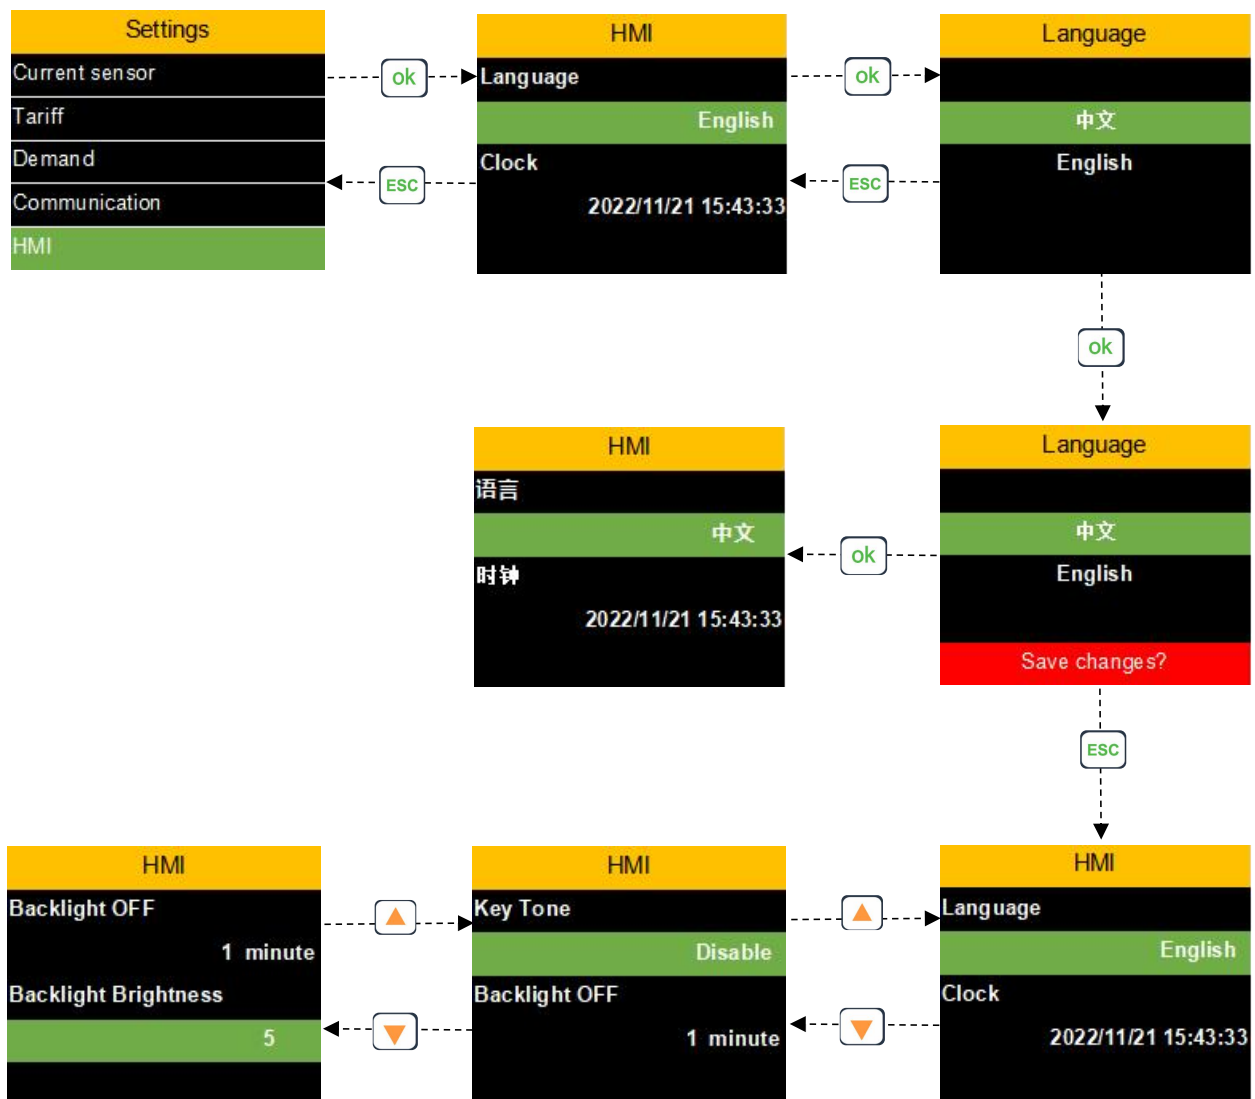 Settings
Current sensor
Tariff
Demand
Communication
HMI
ok
ESC
HMI
Language
English
Clock
2022/11/21 15:43:33
ok
ESC
Language
中文
English
ok
Language
中文
English
Save changes?
ok
HMI
语言
中文
时钟
2022/11/21 15:43:33
ESC
HMI
Language
English
Clock
2022/11/21 15:43:33
HMI
Key Tone
Disable
Backlight OFF
1 minute
HMI
Backlight OFF
1 minute
Backlight Brightness
5